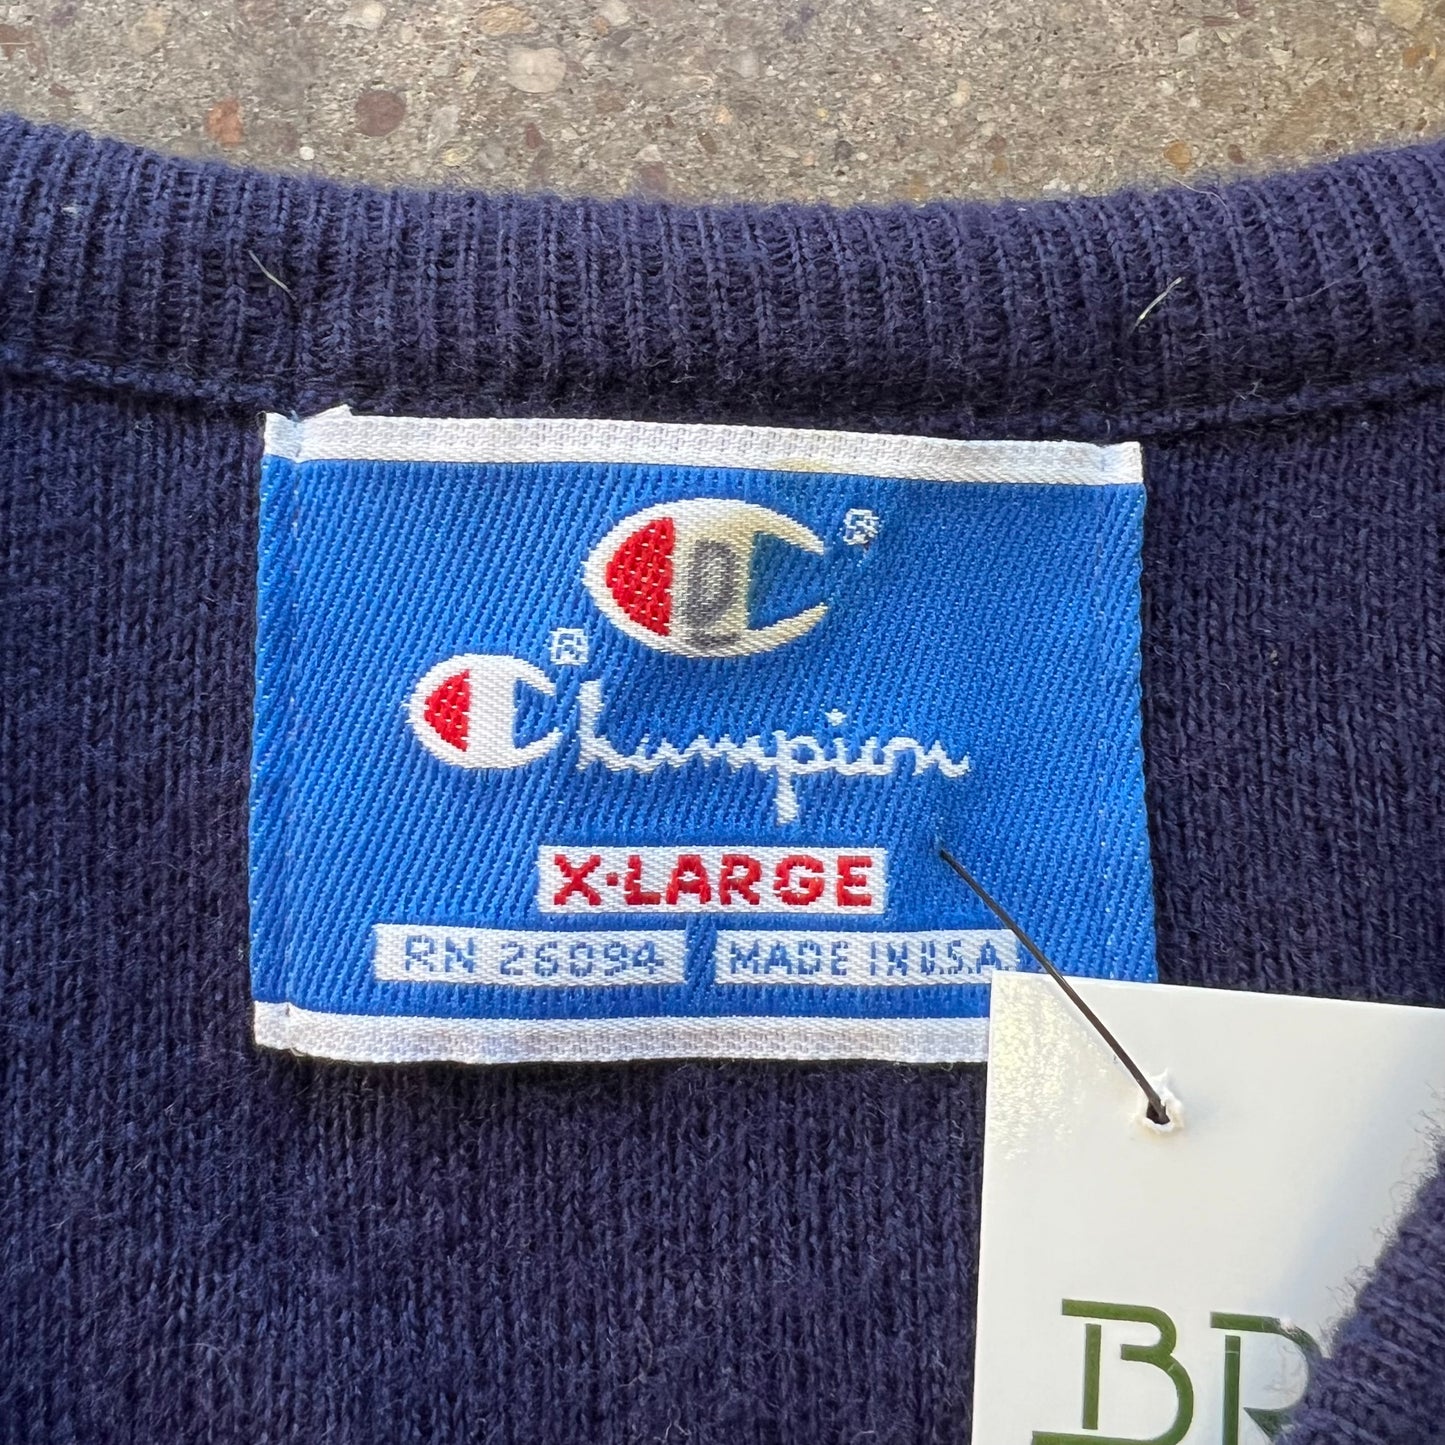 ®
Champion®
X-LARGE
RN 26094 MADE IN U.S.A.
BR